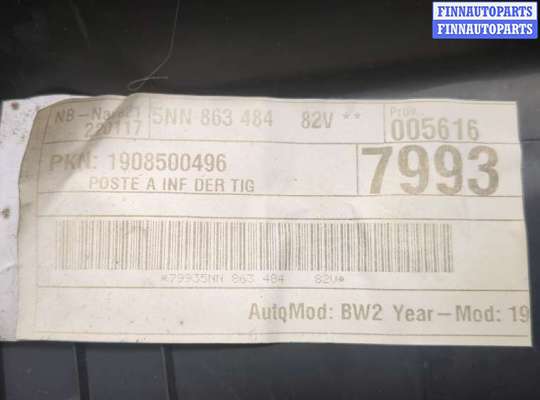 FINNAUTOPARTS
FINNAUTOPARTS
5NN 863 484 82V **
220117
005616
PKN: 1908500496
7993
POSTE A INF DER TIG
*79935NN 863 484 82V*
AutoMod: BW2 Year-Mod: 19